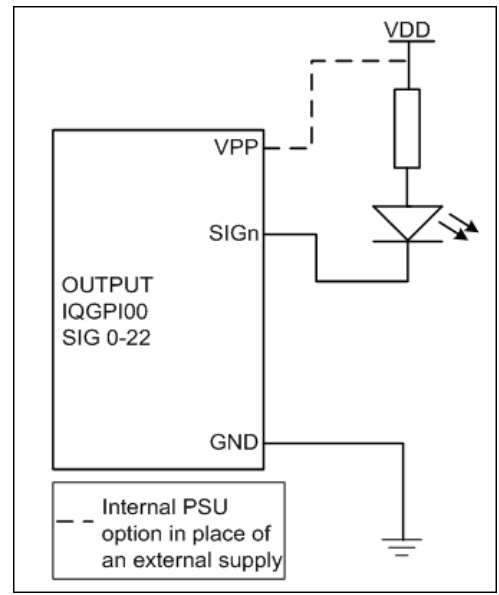 VDD
VPP
SIGn
OUTPUT
IQGPI00
SIG 0-22
GND
Internal PSU
option in place of
an external supply